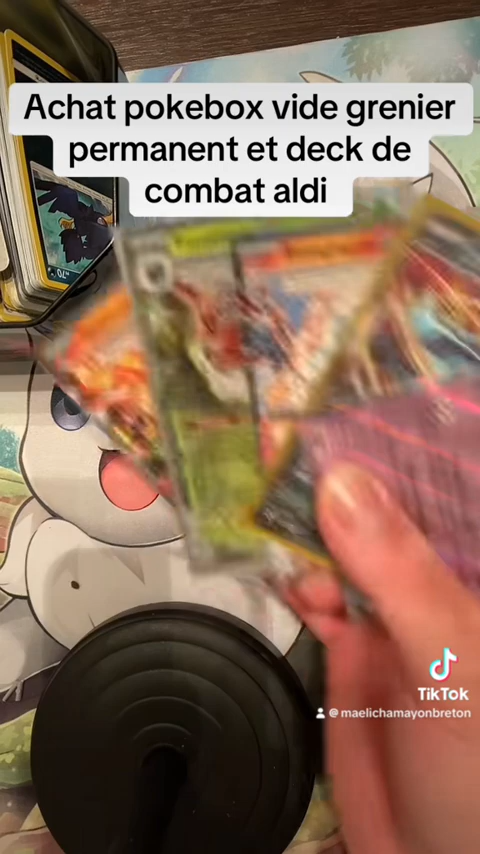 Achat pokebox vide grenier
permanent et deck de
combat aldi
TikTok
@maelichamayonbreton